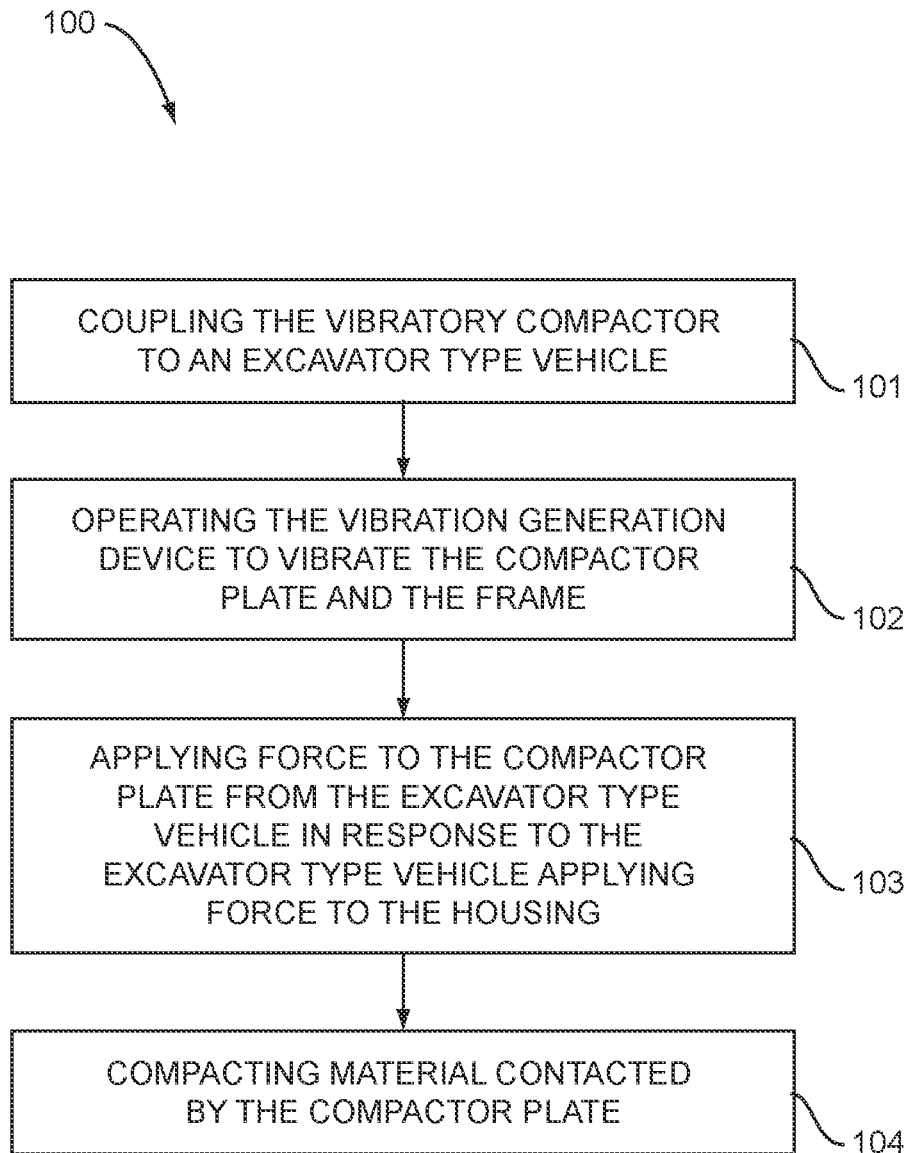 100
COUPLING THE VIBRATORY COMPACTOR
TO AN EXCAVATOR TYPE VEHICLE
101
OPERATING THE VIBRATION GENERATION
DEVICE TO VIBRATE THE COMPACTOR
PLATE AND THE FRAME
102
APPLYING FORCE TO THE COMPACTOR
PLATE FROM THE EXCAVATOR TYPE
VEHICLE IN RESPONSE TO THE
EXCAVATOR TYPE VEHICLE APPLYING
FORCE TO THE HOUSING
103
COMPACTING MATERIAL CONTACTED
BY THE COMPACTOR PLATE
104